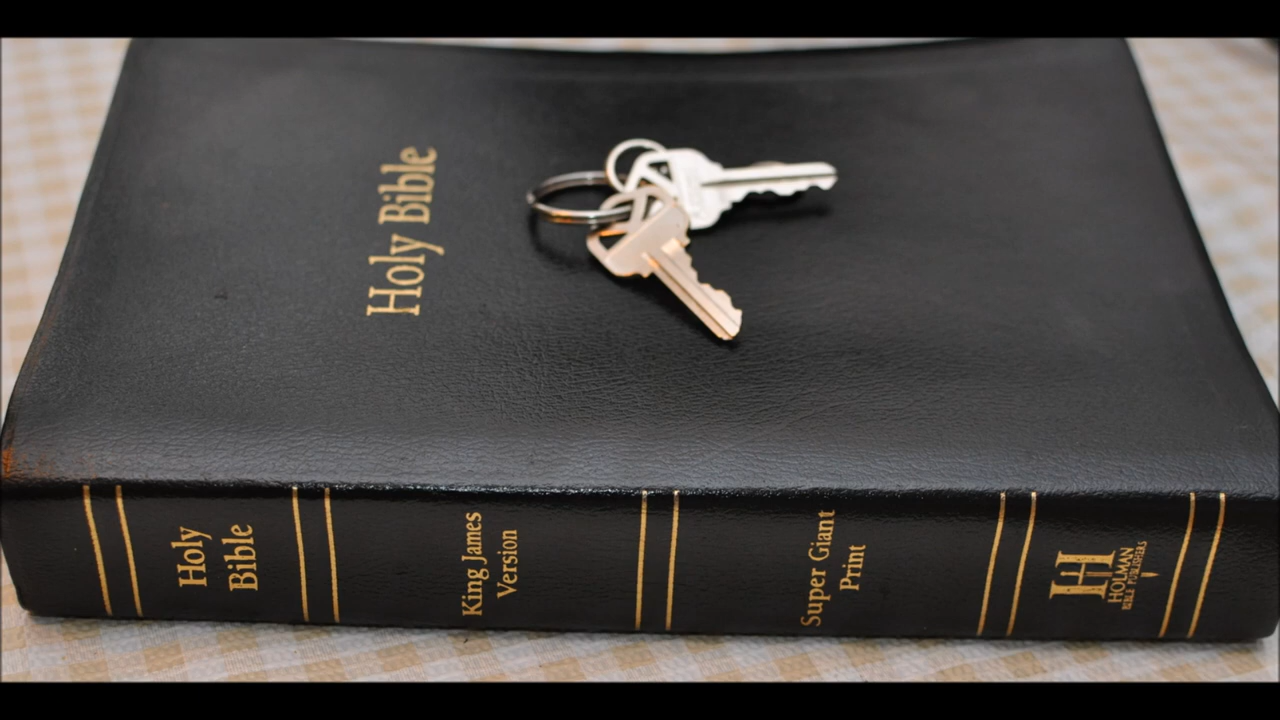 Holy Bible
Holy
Bible
King James
Version
Super Giant
Print
HOLMAN
BIBLE PUBLISHERS